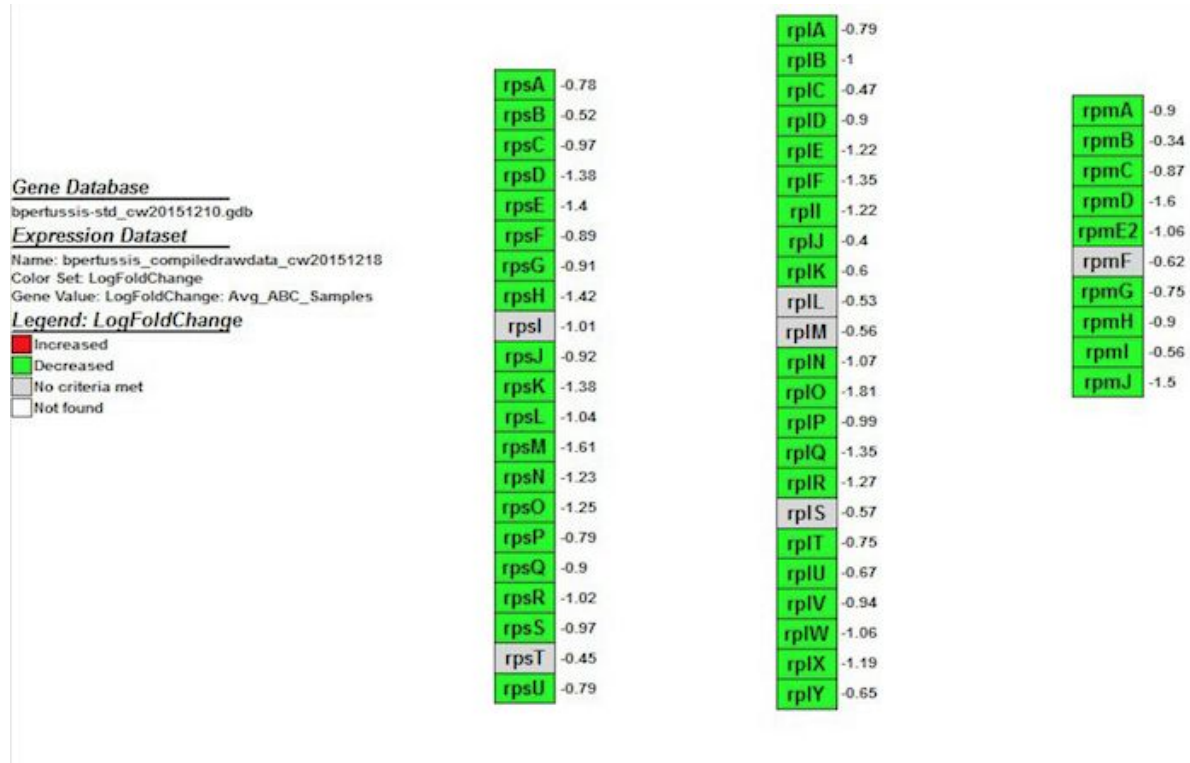 Gene Database
bpertussis-std_cw20151210.gdb
Expression Dataset
Name: bpertussis_compiledrawdata_cw20151218
Color Set: LogFoldChange
Gene Value: LogFoldChange: Avg_ABC_Samples
Legend: LogFoldChange
Increased
Decreased
No criteria met
Not found
rpsA -0.78
rpsB -0.52
rpsC -0.97
rpsD -1.38
rpsE -1.4
rpsF -0.89
rpsG -0.91
rpsH -1.42
rpsI -1.01
rpsJ -0.92
rpsK -1.38
rpsL -1.04
rpsM -1.61
rpsN -1.23
rpsO -1.25
rpsP -0.79
rpsQ -0.9
rpsR -1.02
rpsS -0.97
rpsT -0.45
rpsU -0.79
rplA -0.79
rplB -1
rplC -0.47
rplD -0.9
rplE -1.22
rplF -1.35
rplI -1.22
rplJ -0.4
rplK -0.6
rplL -0.53
rplM -0.56
rplN -1.07
rplO -1.81
rplP -0.99
rplQ -1.35
rplR -1.27
rplS -0.57
rplT -0.75
rplU -0.67
rplV -0.94
rplW -1.06
rplX -1.19
rplY -0.65
rpmA -0.9
rpmB -0.34
rpmC -0.87
rpmD -1.6
rpmE2 -1.06
rpmF -0.62
rpmG -0.75
rpmH -0.9
rpmI -0.56
rpmJ -1.5